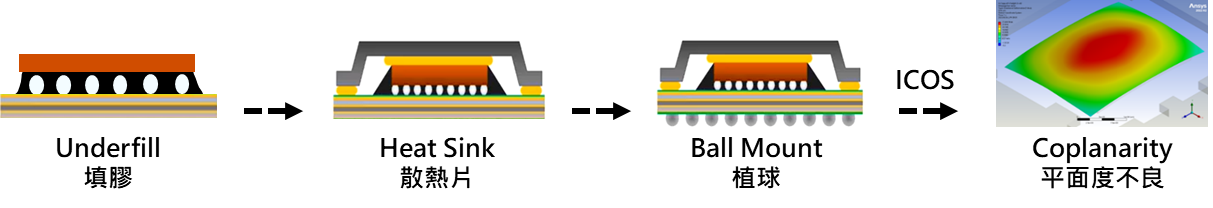 ICOS
Ansys
Underfill
填膠
Heat Sink
散熱片
Ball Mount
植球
Coplanarity
平面度不良